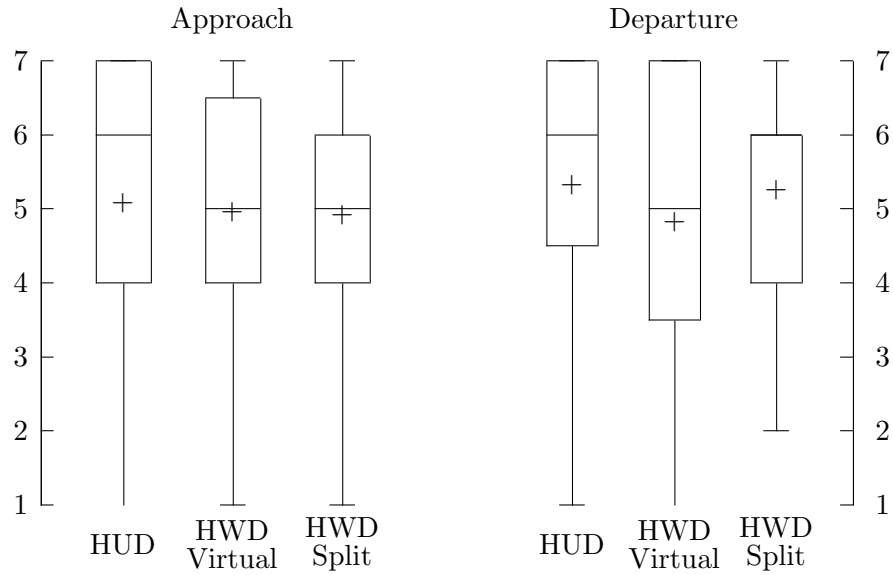 Approach
Departure
7
6
5
4
3
2
1
7
6
5
4
3
2
1
HUD
HWD
Virtual
HWD
Split
HUD
HWD
Virtual
HWD
Split